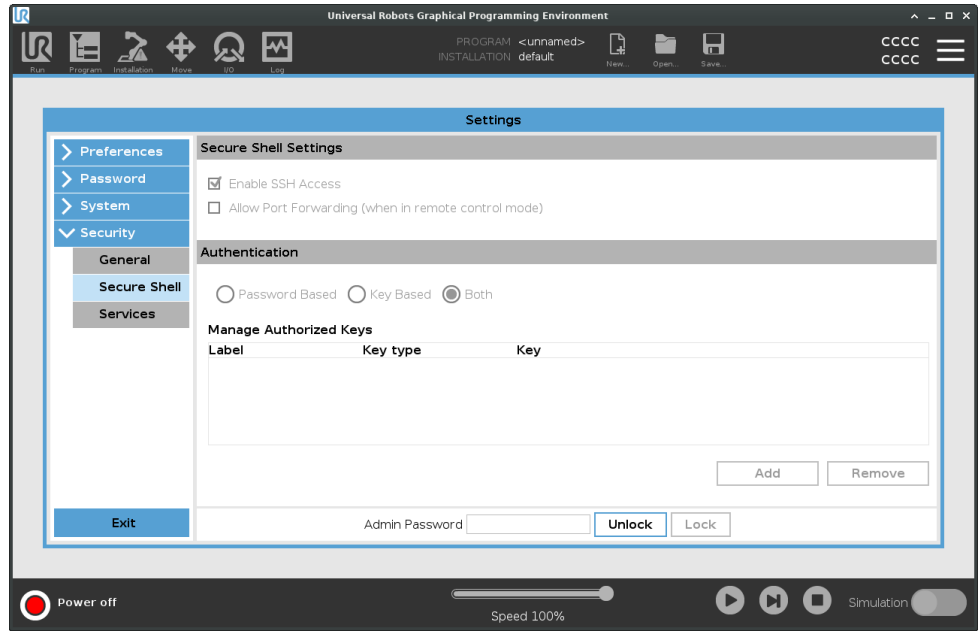 Universal Robots Graphical Programming Environment
UR
Run
Program
Installation
Move
I/O
Log
PROGRAM <unnamed>
INSTALLATION default
New...
Open...
Save...
cccc
cccc
Settings
Preferences
Password
System
Security
General
Secure Shell
Services
Exit
Secure Shell Settings
Enable SSH Access
Allow Port Forwarding (when in remote control mode)
Authentication
Password Based Key Based Both
Manage Authorized Keys
Label Key type Key
Add Remove
Admin Password Unlock Lock
Power off
Speed 100%
Simulation